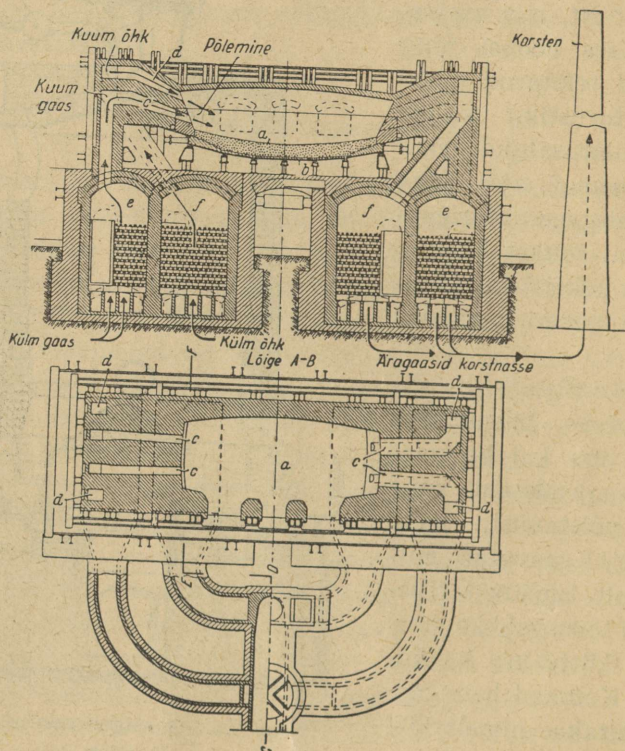 Kuum õhk
d
Põlemine
Korsten
Kuum
gaas
c
a
b
e
f
f
e
Külm gaas
Külm õhk
Äragaasid korstnasse
Lõige A-B
F
d
d
c
c
c
a
d
d
E
D